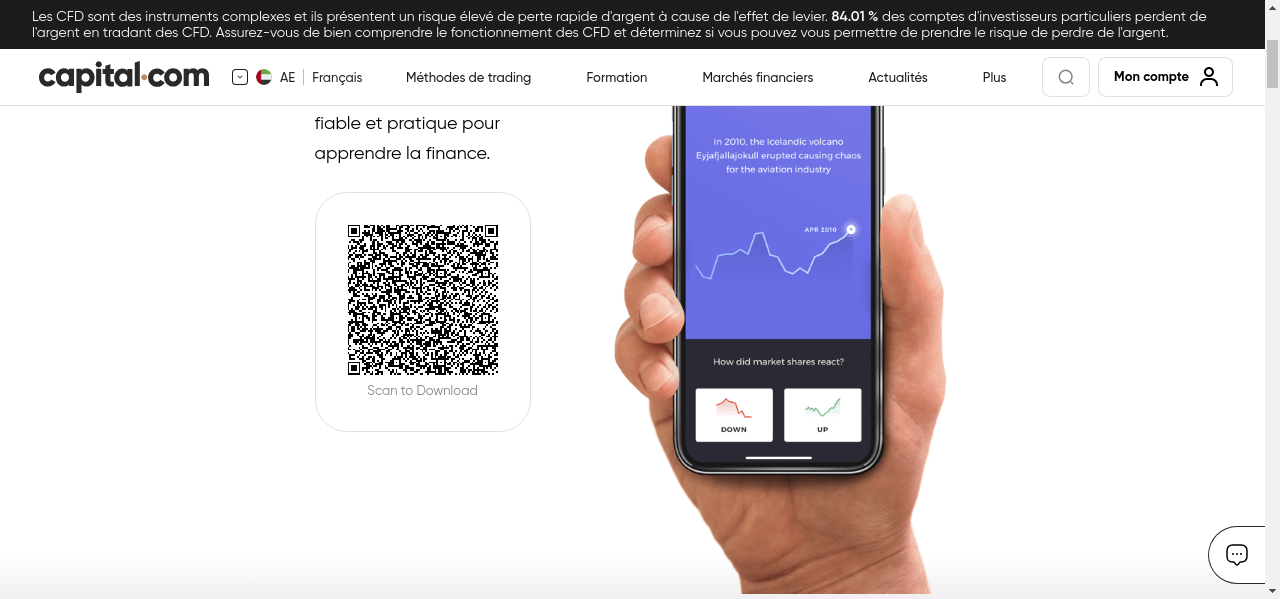 Les CFD sont des instruments complexes et ils présentent un risque élevé de perte rapide d'argent à cause de l'effet de levier. 84.01 % des comptes d'investisseurs particuliers perdent de
l'argent en tradant des CFD. Assurez-vous de bien comprendre le fonctionnement des CFD et déterminez si vous pouvez vous permettre de prendre le risque de perdre de l'argent.
capital.com
AE
Français
Méthodes de trading
Formation
Marchés financiers
Actualités
Plus
Mon compte
fiable et pratique pour
apprendre la finance.
Scan to Download
In 2010, the Icelandic volcano
Eyjafjallajokull erupted causing chaos
for the aviation industry
APR 2010
How did market shares react?
DOWN
UP